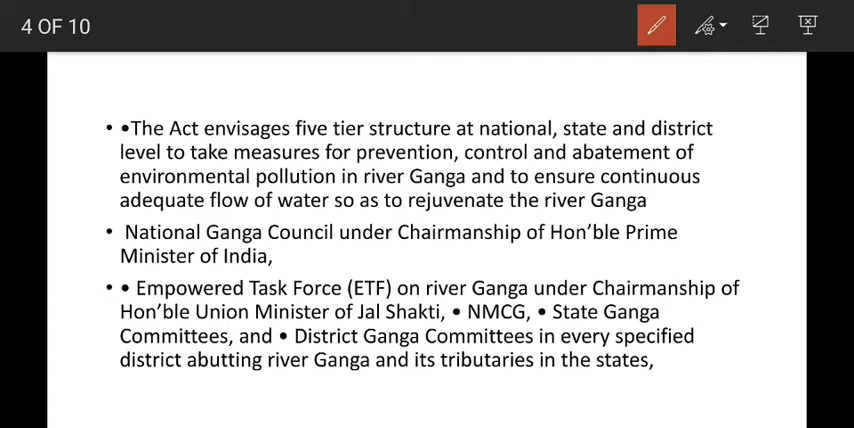 4 OF 10
• •The Act envisages five tier structure at national, state and district
level to take measures for prevention, control and abatement of
environmental pollution in river Ganga and to ensure continuous
adequate flow of water so as to rejuvenate the river Ganga
• National Ganga Council under Chairmanship of Hon’ble Prime
Minister of India,
• • Empowered Task Force (ETF) on river Ganga under Chairmanship of
Hon’ble Union Minister of Jal Shakti, • NMCG, • State Ganga
Committees, and • District Ganga Committees in every specified
district abutting river Ganga and its tributaries in the states,